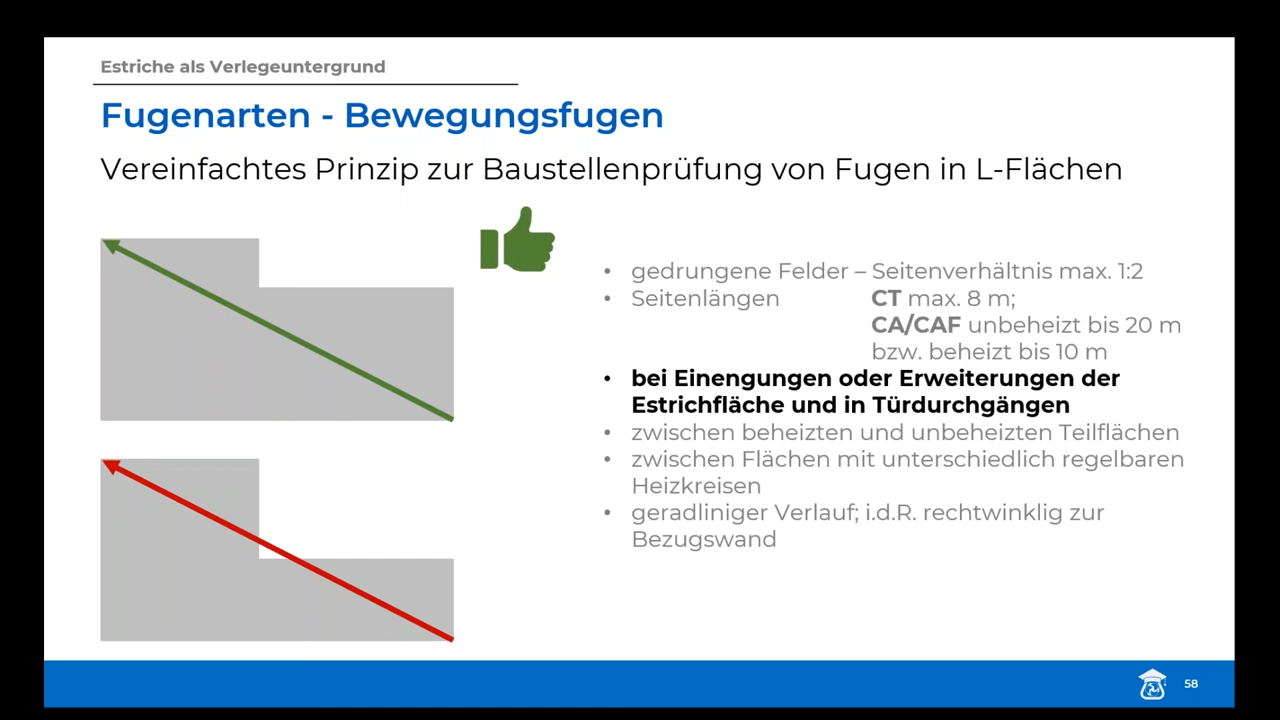 Estriche als Verlegeuntergrund
Fugenarten - Bewegungsfugen
Vereinfachtes Prinzip zur Baustellenprüfung von Fugen in L-Flächen
• gedrungene Felder – Seitenverhältnis max. 1:2
• Seitenlängen CT max. 8 m;
CA/CAF unbeheizt bis 20 m
bzw. beheizt bis 10 m
• bei Einengungen oder Erweiterungen der
Estrichfläche und in Türdurchgängen
• zwischen beheizten und unbeheizten Teilflächen
• zwischen Flächen mit unterschiedlich regelbaren
Heizkreisen
• geradliniger Verlauf; i.d.R. rechtwinklig zur
Bezugswand
58